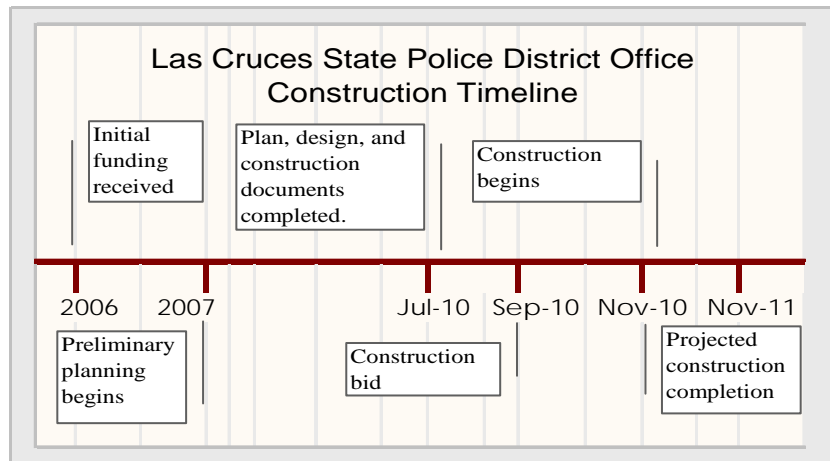 Las Cruces State Police District Office
Construction Timeline
Initial
funding
received
Plan, design, and
construction
documents
completed.
Construction
begins
2006
2007
Jul-10
Sep-10
Nov-10
Nov-11
Preliminary
planning
begins
Construction
bid
Projected
construction
completion